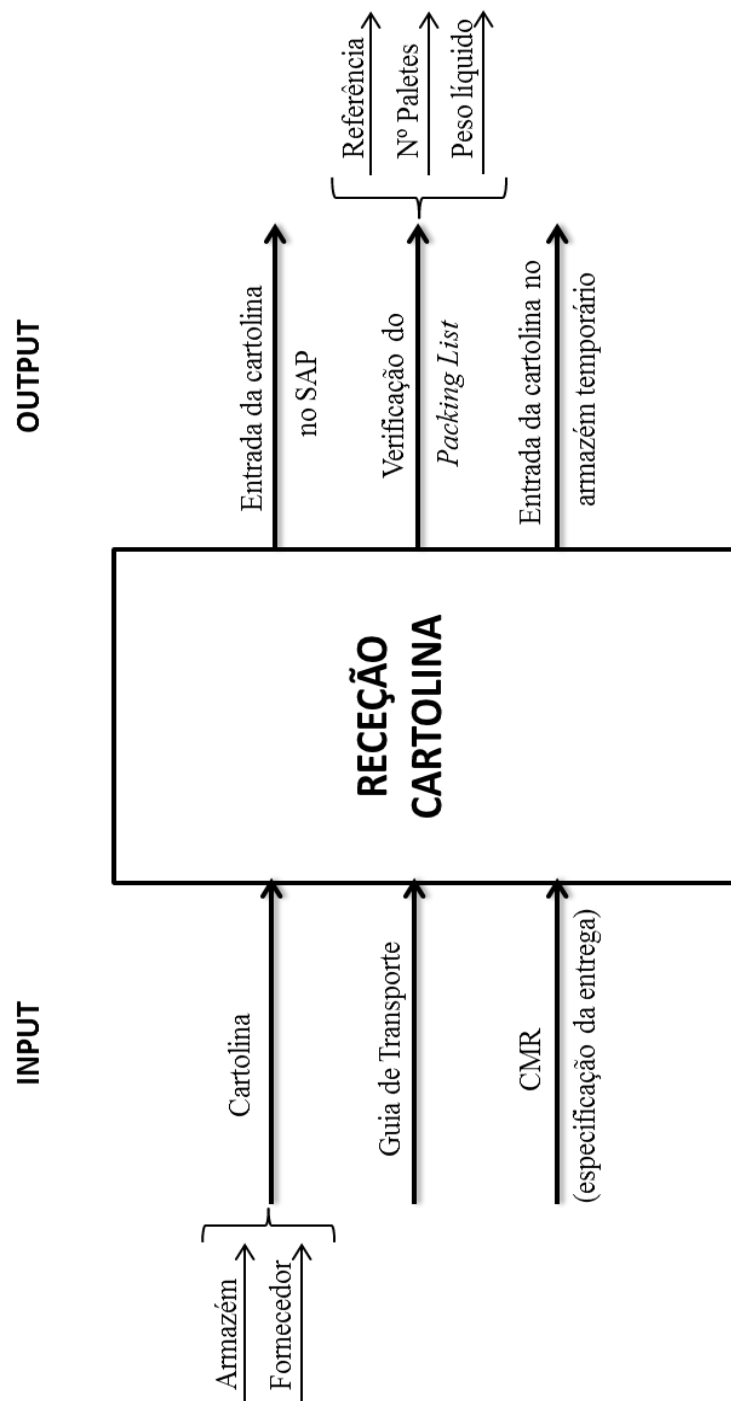 INPUT
OUTPUT
Armazém
Fornecedor
Cartolina
Guia de Transporte
CMR
(especificação da entrega)
RECEÇÃO
CARTOLINA
Entrada da cartolina
no SAP
Verificação do
Packing List
Entrada da cartolina no
armazém temporário
Referência
Nº Paletes
Peso líquido